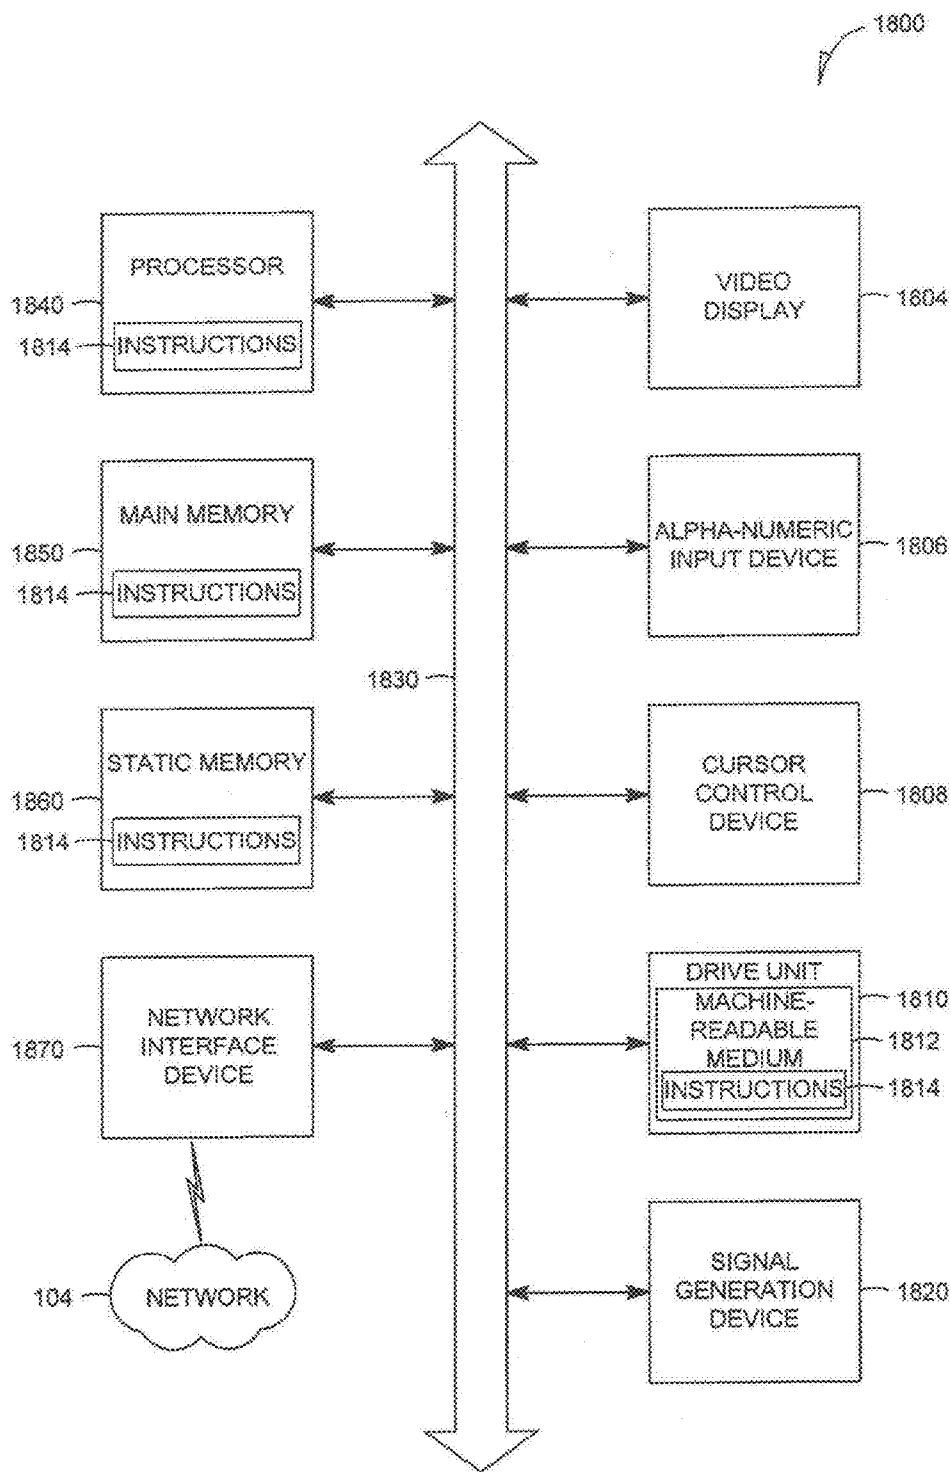 1800
PROCESSOR
1840
1814
INSTRUCTIONS
MAIN MEMORY
1850
1814
INSTRUCTIONS
STATIC MEMORY
1860
1814
INSTRUCTIONS
NETWORK
INTERFACE
DEVICE
1870
104
NETWORK
1830
VIDEO
DISPLAY
1804
ALPHA-NUMERIC
INPUT DEVICE
1806
CURSOR
CONTROL
DEVICE
1808
DRIVE UNIT
1810
MACHINE-
READABLE
MEDIUM
1812
INSTRUCTIONS
1814
SIGNAL
GENERATION
DEVICE
1820